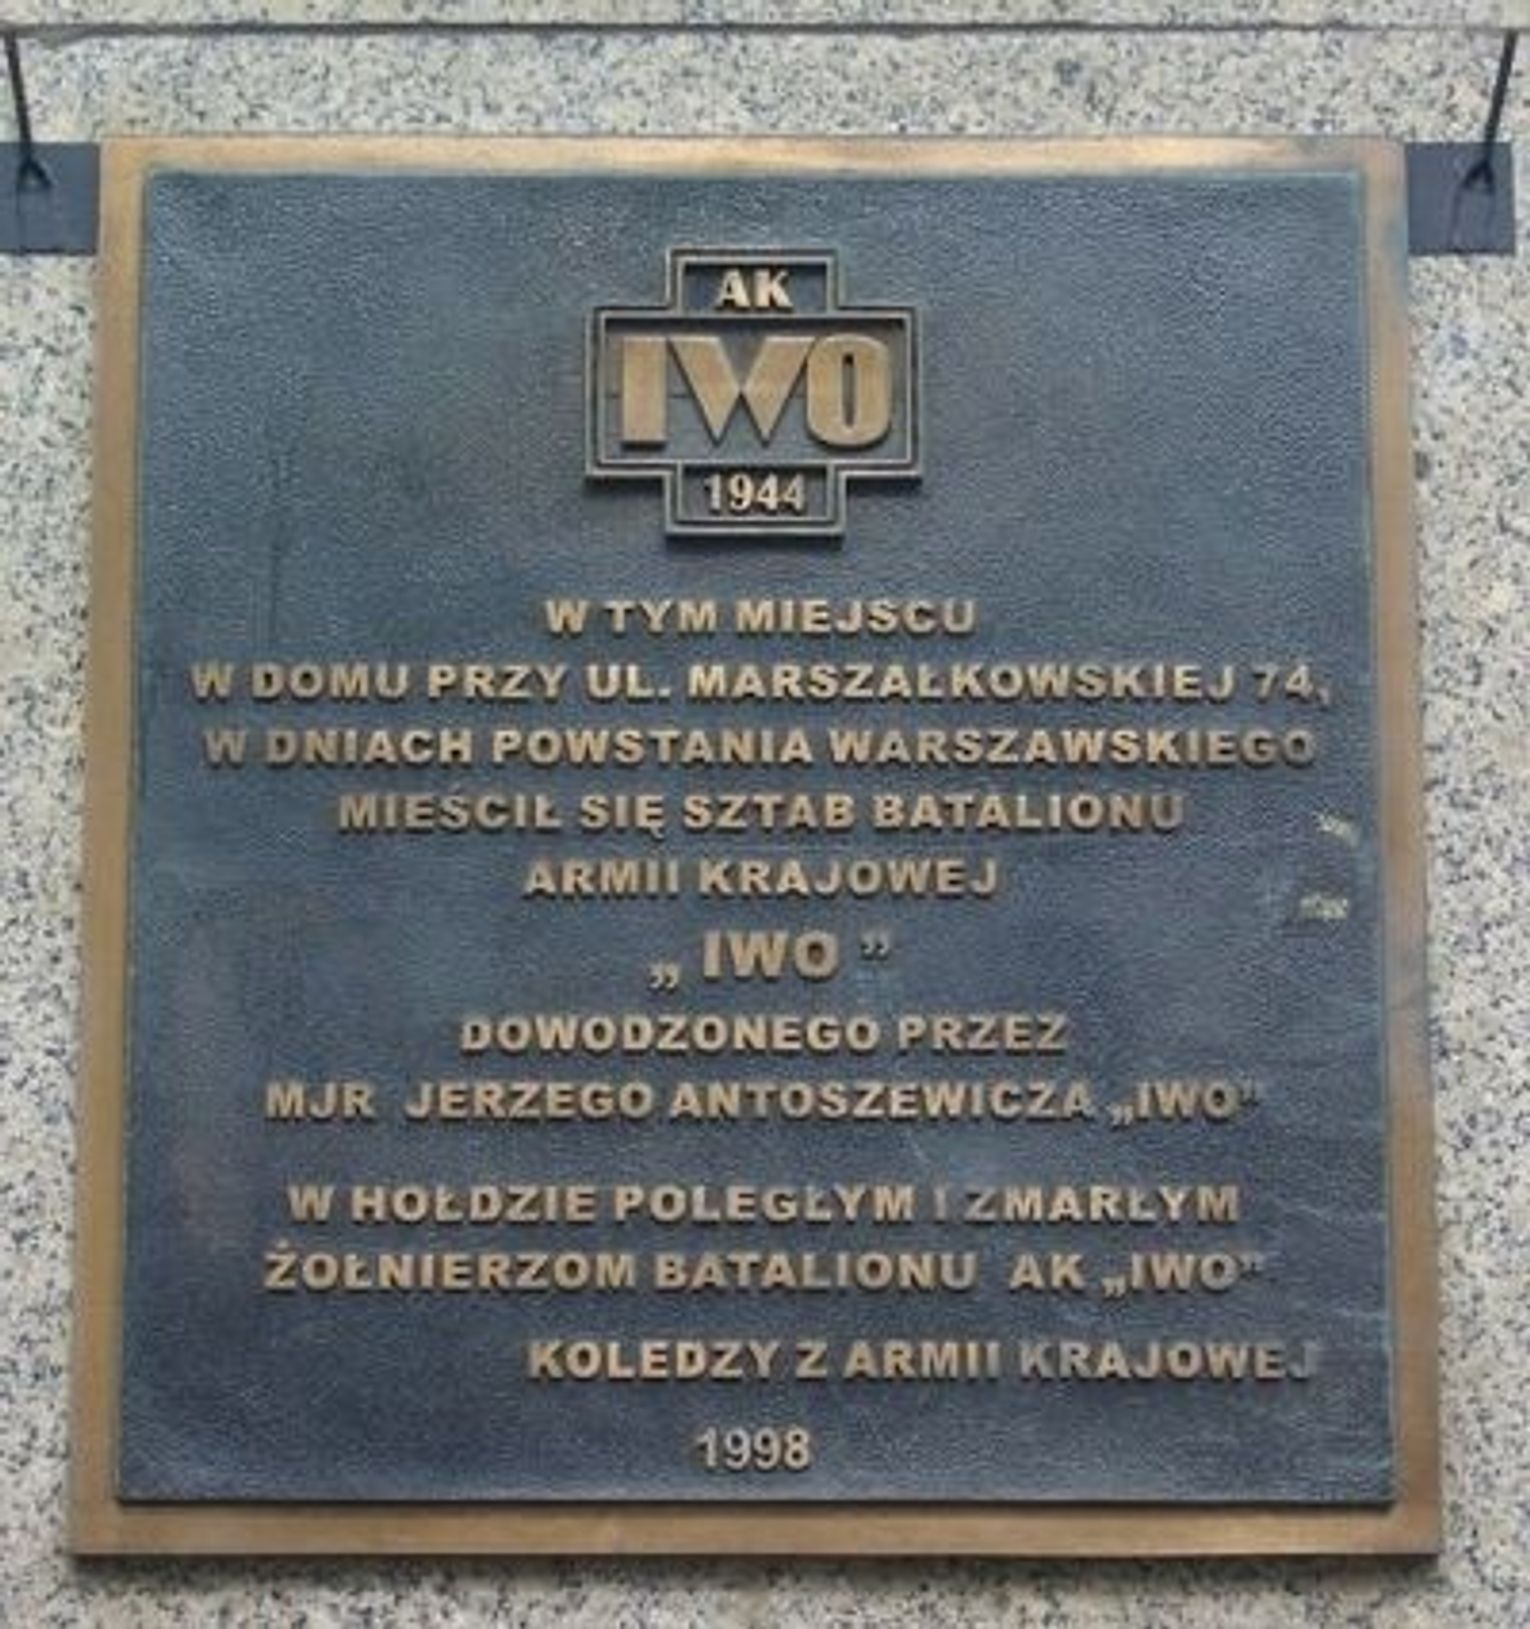 AK
IWO
1944
W TYM MIEJSCU
W DOMU PRZY UL. MARSZAŁKOWSKIEJ 74,
W DNIACH POWSTANIA WARSZAWSKIEGO
MIEŚCIŁ SIĘ SZTAB BATALIONU
ARMII KRAJOWEJ
„ IWO ”
DOWODZONEGO PRZEZ
MJR JERZEGO ANTOSZEWICZA „IWO”
W HOŁDZIE POLEGŁYM I ZMARŁYM
ŻOŁNIERZOM BATALIONU AK „IWO”
KOLEDZY Z ARMII KRAJOWEJ
1998